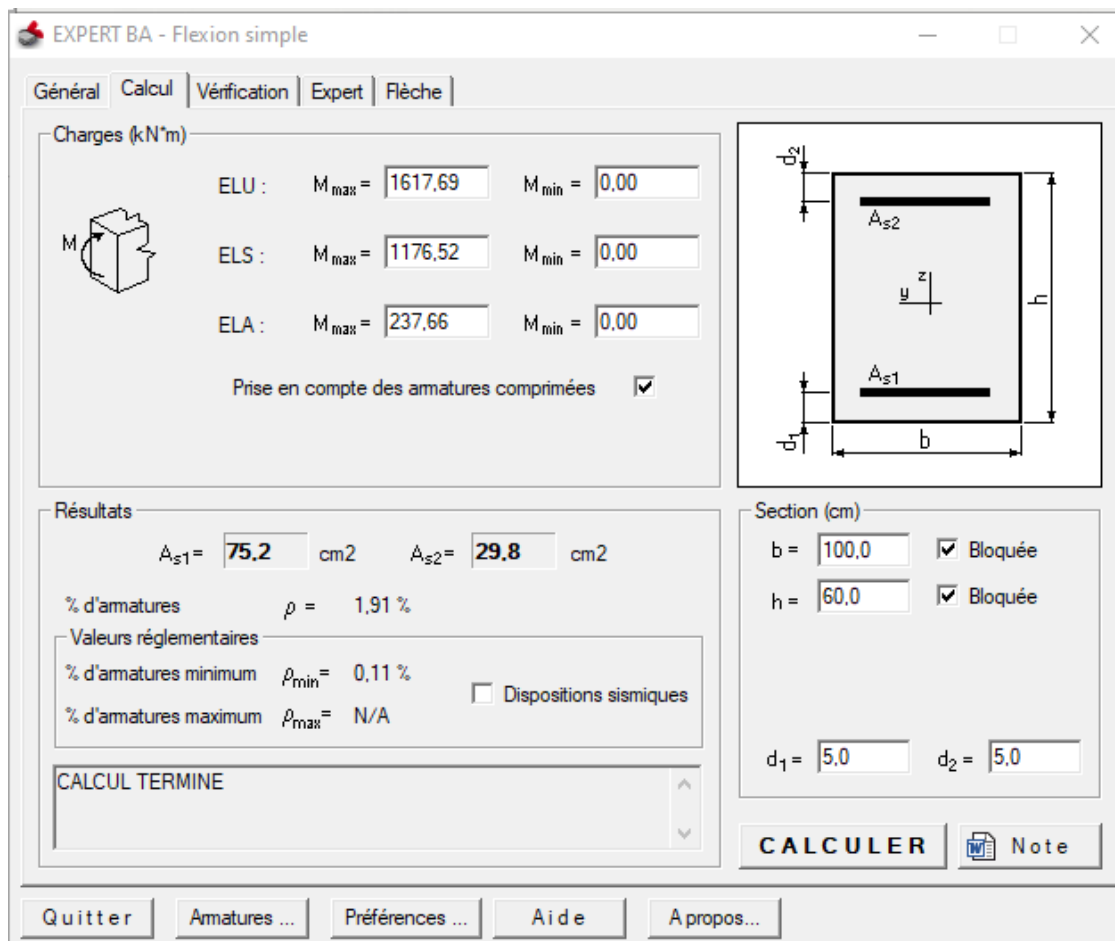 EXPERT BA - Flexion simple
Général Calcul Vérification Expert Flèche
Charges (kN*m)
ELU : M max = 1617,69 M min = 0,00
ELS : M max = 1176,52 M min = 0,00
ELA : M max = 237,66 M min = 0,00
M
Prise en compte des armatures comprimées
d2
As2
z
y
h
As1
d1
b
Résultats
As1= 75,2 cm2 As2= 29,8 cm2
% d'armatures ρ = 1,91 %
Valeurs réglementaires
% d'armatures minimum ρmin= 0,11 %
Dispositions sismiques
% d'armatures maximum ρmax= N/A
CALCUL TERMINE
Section (cm)
b = 100,0 Bloquée
h = 60,0 Bloquée
d1 = 5,0 d2 = 5,0
CALCULER Note
Quitter Armatures ... Préférences ... Aide A propos...